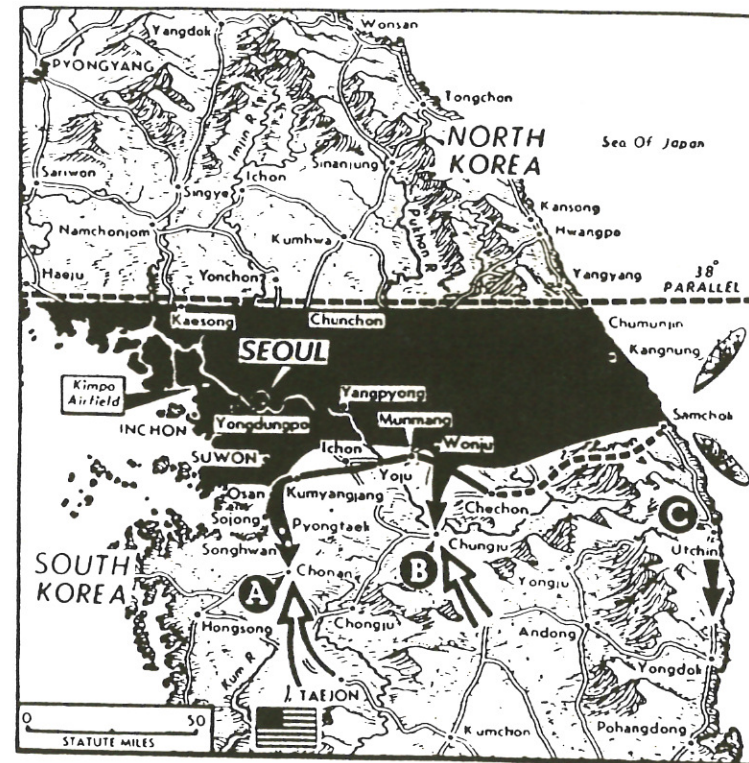 Wonsan
Yangdok
PYONGYANG
Tongchon
NORTH
KOREA
Sea Of Japan
Imjin R
Sinanjung
Sariwon
Ichon
Singye
Kansong
Hwangpo
Namchonjom
Kumhwa
Pukhan R.
Haeju
Yonchon
Yangyang
38°
PARALLEL
Kaesong
Chunchon
Chumunjin
SEOUL
Kangnung
Kimpo
Airfield
Yangpyong
Samchok
INCHON
Yongdungpo
Munmang
Ichon
Wonju
SUWON
Yoju
Osan
Kumyangjang
Chechon
Sojong
Pyongtaek
C
Songhwan
Chungju
Utchin
SOUTH
KOREA
Chonan
B
Yongju
A
Hongsong
Chongju
Andong
Kum R
Yongdok
TAEJON
0 50
STATUTE MILES
Kumchon
Pohangdong